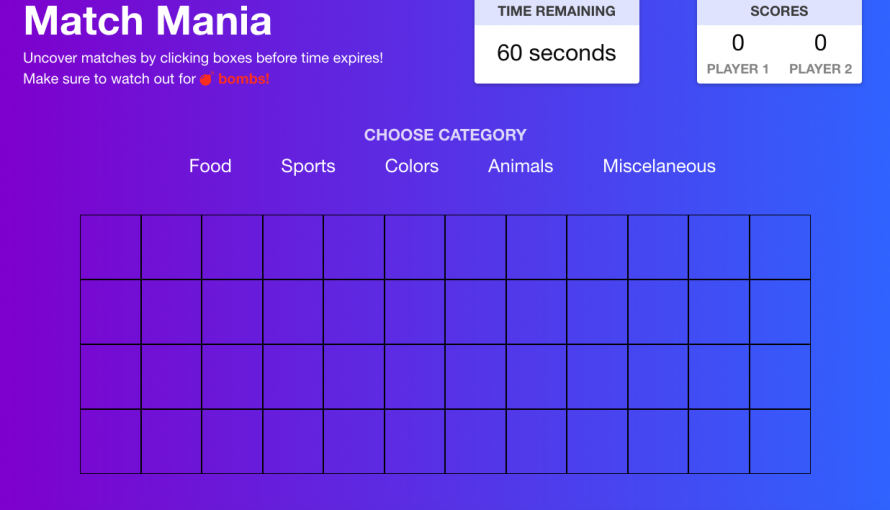 Match Mania
Uncover matches by clicking boxes before time expires!
Make sure to watch out for 💣 bombs!
TIME REMAINING
60 seconds
SCORES
0 0
PLAYER 1 PLAYER 2
CHOOSE CATEGORY
Food Sports Colors Animals Miscelaneous